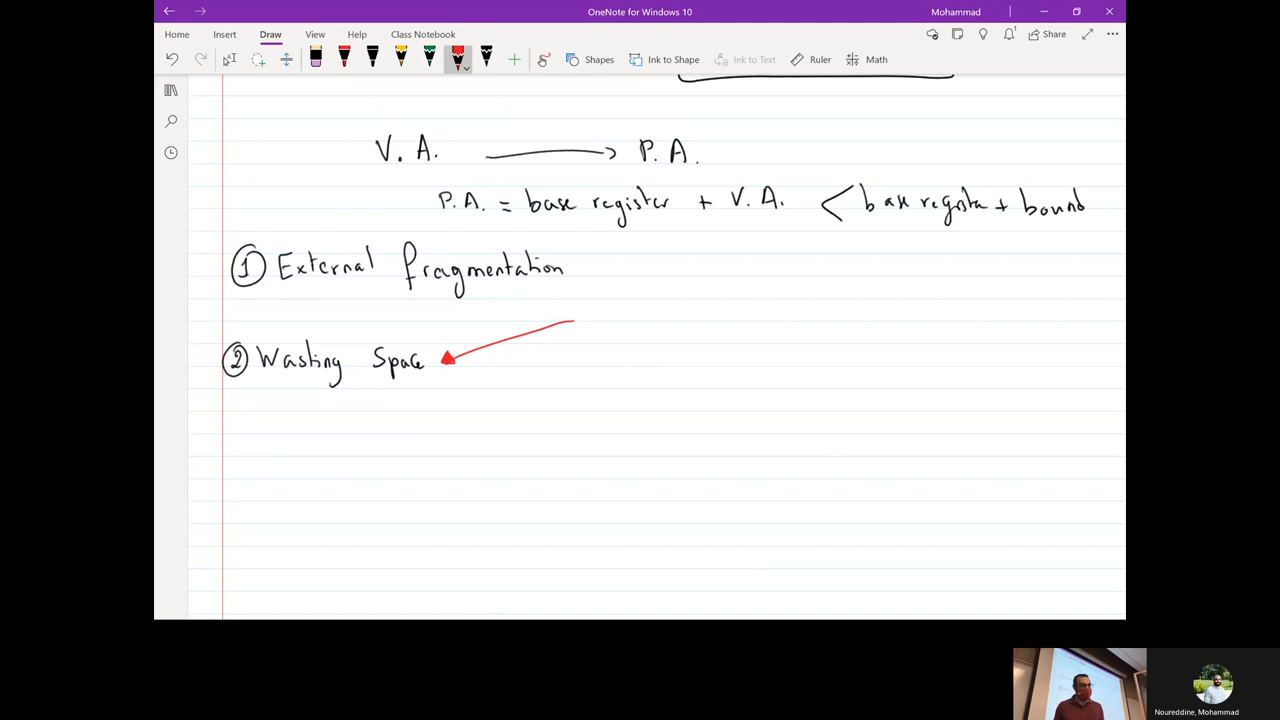 OneNote for Windows 10
Mohammad
Home Insert Draw View Help Class Notebook
Share
Shapes Ink to Shape Ink to Text Ruler Math
V. A. → P. A.
P.A. = base register + V. A. < base register + bound
① External fragmentation
② Wasting Space
Noureddine, Mohammad